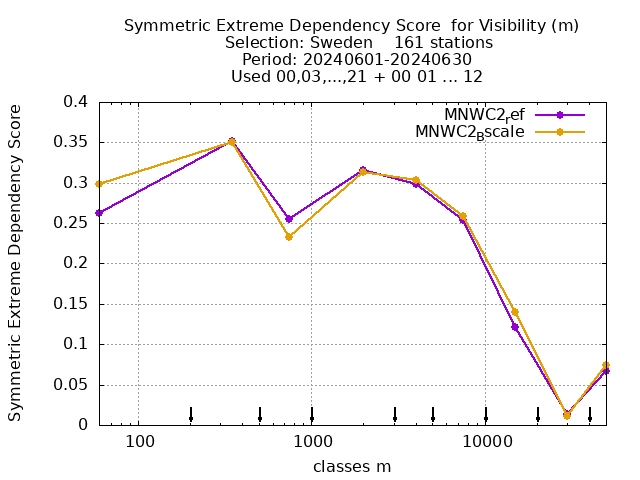 Symmetric Extreme Dependency Score  for Visibility (m)
Selection: Sweden    161 stations
Period: 20240601-20240630
Used 00,03,...,21 + 00 01 ... 12
Symmetric Extreme Dependency Score
0.4
0.35
0.3
0.25
0.2
0.15
0.1
0.05
0
MNWC2_ref
MNWC2_Bscale
100
1000
10000
classes m